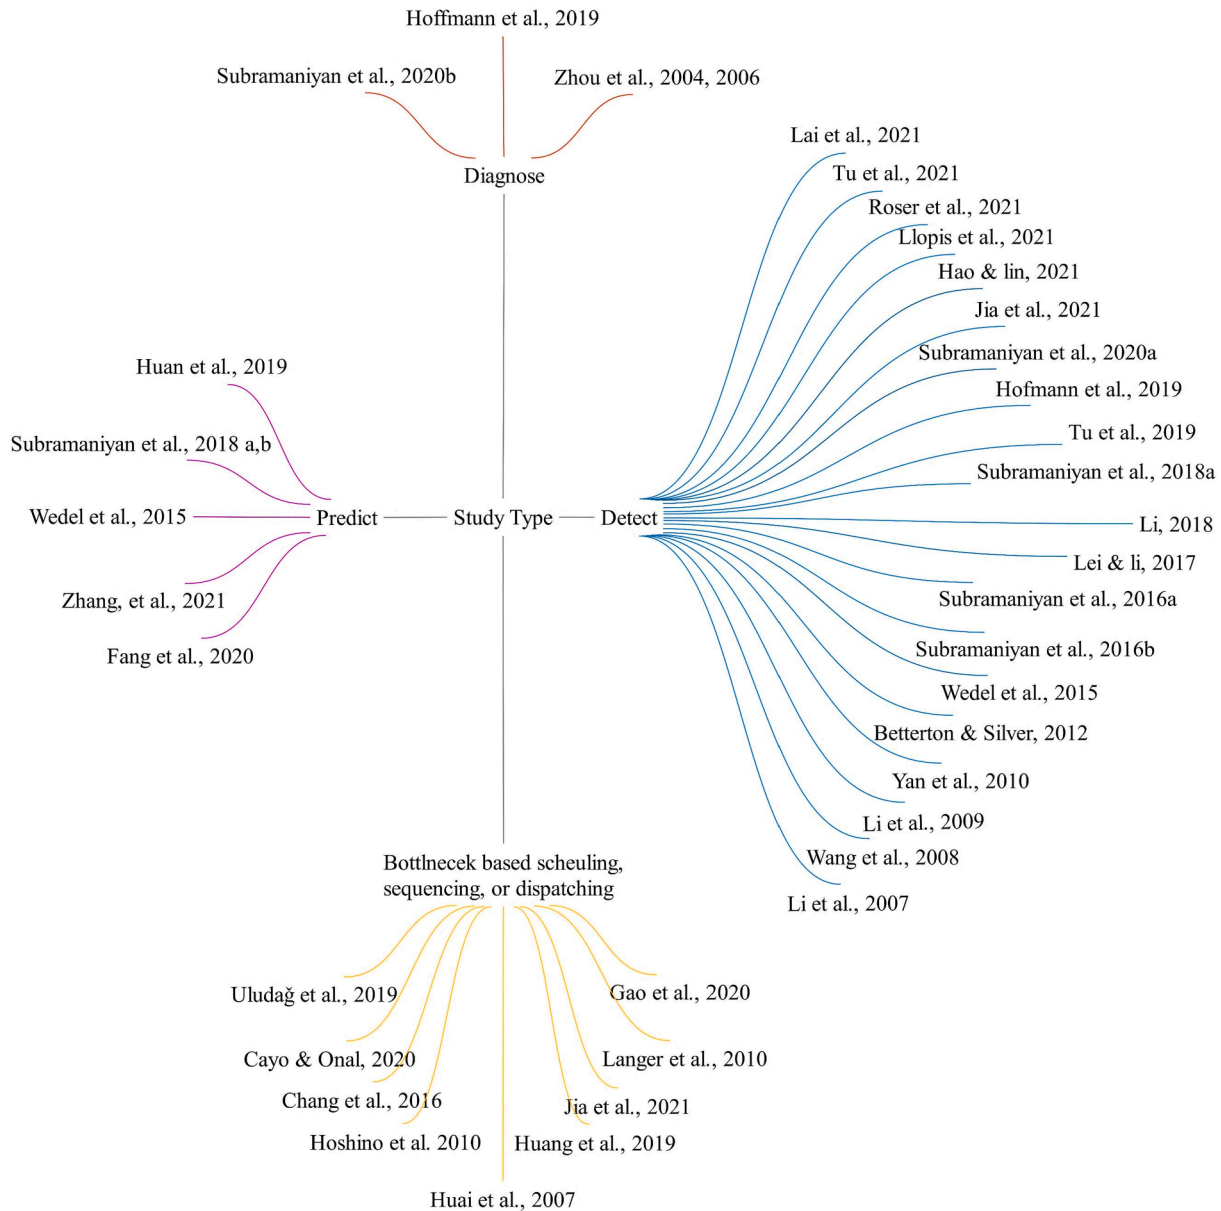 Hoffmann et al., 2019
Subramaniyan et al., 2020b
Zhou et al., 2004, 2006
Diagnose
Lai et al., 2021
Tu et al., 2021
Roser et al., 2021
Llopis et al., 2021
Hao & lin, 2021
Jia et al., 2021
Subramaniyan et al., 2020a
Hofmann et al., 2019
Tu et al., 2019
Subramaniyan et al., 2018a
Li, 2018
Lei & li, 2017
Subramaniyan et al., 2016a
Subramaniyan et al., 2016b
Wedel et al., 2015
Betterton & Silver, 2012
Yan et al., 2010
Li et al., 2009
Wang et al., 2008
Li et al., 2007
Huan et al., 2019
Subramaniyan et al., 2018 a,b
Wedel et al., 2015
Zhang, et al., 2021
Fang et al., 2020
Predict
Study Type
Detect
Bottlnecek based scheuling,
sequencing, or dispatching
Uludağ et al., 2019
Cayo & Onal, 2020
Chang et al., 2016
Hoshino et al. 2010
Huai et al., 2007
Huang et al., 2019
Jia et al., 2021
Langer et al., 2010
Gao et al., 2020